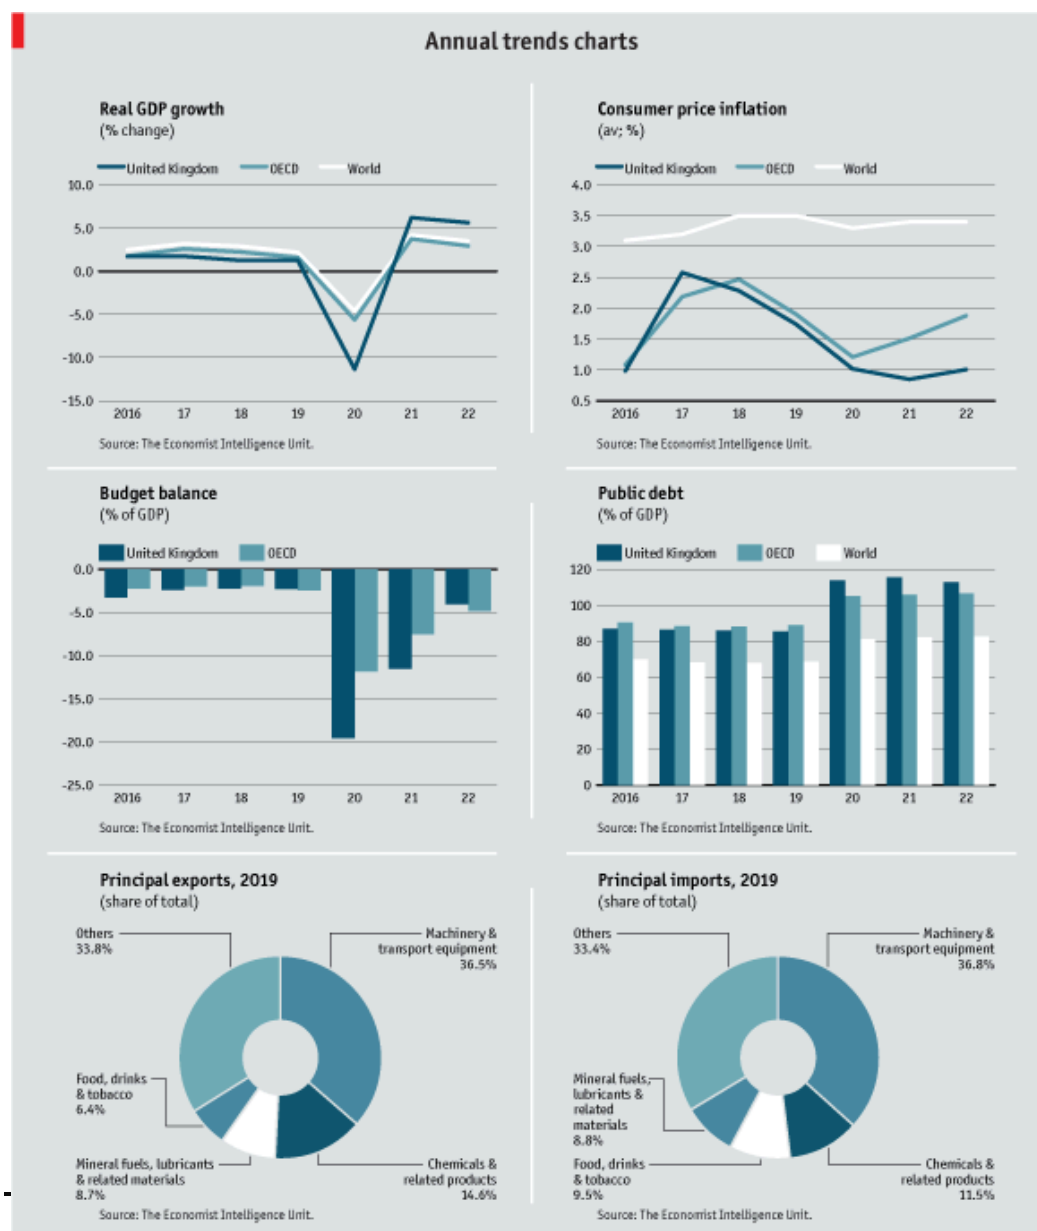 Annual trends charts
Real GDP growth
(% change)
United Kingdom OECD World
10.0
5.0
0.0
-5.0
-10.0
-15.0
2016 17 18 19 20 21 22
Source: The Economist Intelligence Unit.
Consumer price inflation
(av; %)
United Kingdom OECD World
4.0
3.5
3.0
2.5
2.0
1.5
1.0
0.5
2016 17 18 19 20 21 22
Source: The Economist Intelligence Unit.
Budget balance
(% of GDP)
United Kingdom OECD
0.0
-5.0
-10.0
-15.0
-20.0
-25.0
2016 17 18 19 20 21 22
Source: The Economist Intelligence Unit.
Public debt
(% of GDP)
United Kingdom OECD World
120
100
80
60
40
20
0
2016 17 18 19 20 21 22
Source: The Economist Intelligence Unit.
Principal exports, 2019
(share of total)
Others
33.8%
Machinery &
transport equipment
36.5%
Food, drinks
& tobacco
6.4%
Mineral fuels, lubricants
& related materials
8.7%
Chemicals &
related products
14.6%
Source: The Economist Intelligence Unit.
Principal imports, 2019
(share of total)
Others
33.4%
Machinery &
transport equipment
36.8%
Mineral fuels,
lubricants &
related
materials
8.8%
Food, drinks
& tobacco
9.5%
Chemicals &
related products
11.5%
Source: The Economist Intelligence Unit.